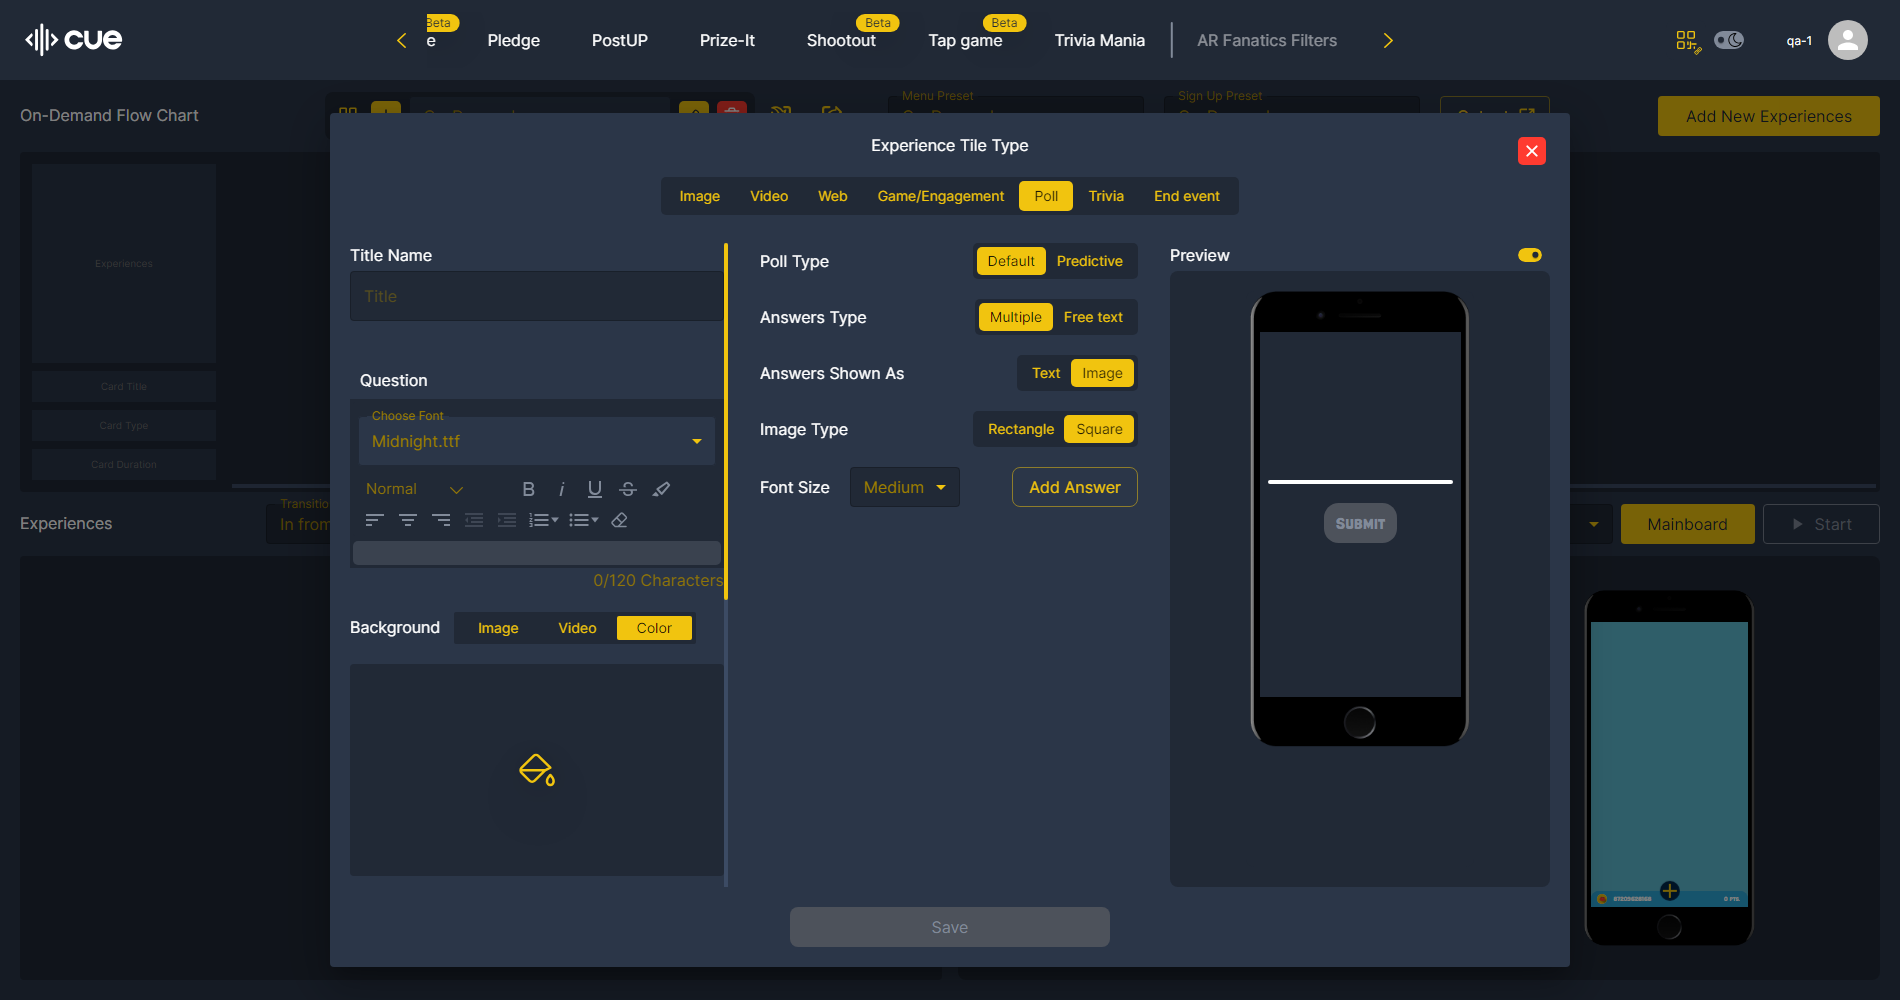 cue
Beta
e
Pledge
PostUP
Prize-It
Beta
Shootout
Beta
Tap game
Trivia Mania
AR Fanatics Filters
qa-1
On-Demand Flow Chart
Menu Preset
Sign Up Preset
Add New Experiences
Experience Tile Type
Image
Video
Web
Game/Engagement
Poll
Trivia
End event
Title Name
Title
Question
Choose Font
Midnight.ttf
Normal
0/120 Characters
Background
Image
Video
Color
Poll Type
Default
Predictive
Answers Type
Multiple
Free text
Answers Shown As
Text
Image
Image Type
Rectangle
Square
Font Size
Medium
Add Answer
Preview
SUBMIT
Save
Experiences
Card Title
Card Type
Card Duration
Experiences
Transitio
In from
Mainboard
Start
0 PTS.